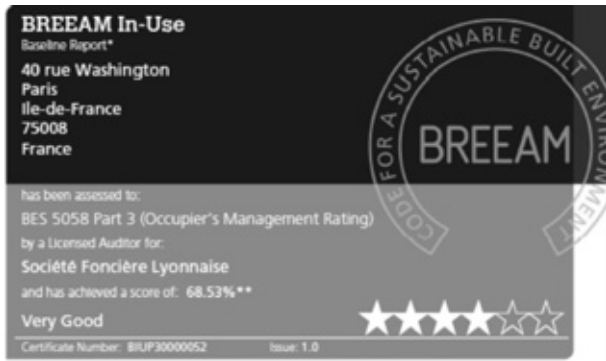 BREEAM In-Use
Baseline Report*
40 rue Washington
Paris
Ile-de-France
75008
France
CODE FOR A SUSTAINABLE BUILT ENVIRONMENT
BREEAM
has been assessed to:
BES 5058 Part 3 (Occupier's Management Rating)
by a Licensed Auditor for:
Société Foncière Lyonnaise
and has achieved a score of: 68.53%**
Very Good
Certificate Number: BIUP30000052 Issue: 1.0